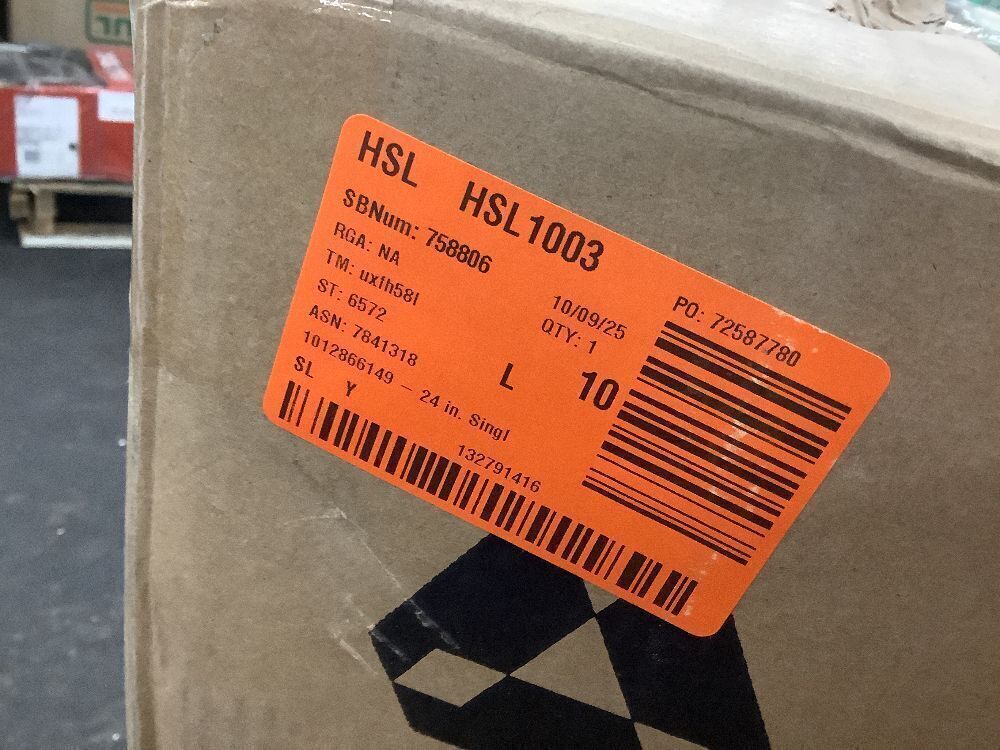 HSL HSL1003
SBNum: 758806
RGA: NA
TM: uxfh58l
ST: 6572
ASN: 7841318
1012866149 – 24 in. Singl
SL Y
10/09/25
QTY: 1
L 10
PO: 72587780
132791416